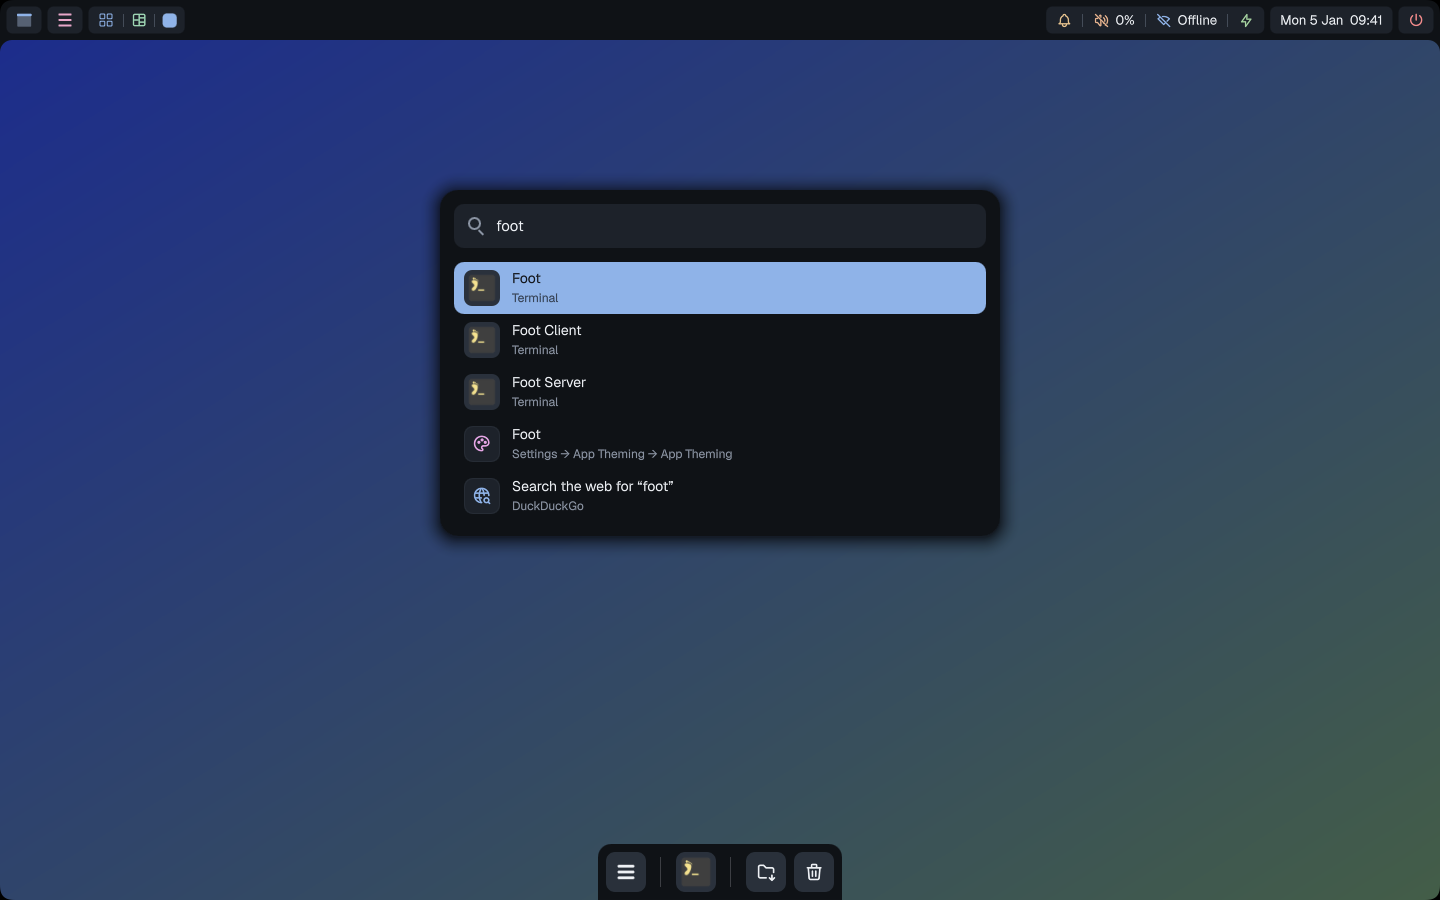 0%
Offline
Mon 5 Jan 09:41
foot
Foot
Terminal
Foot Client
Terminal
Foot Server
Terminal
Foot
Settings → App Theming → App Theming
Search the web for “foot”
DuckDuckGo